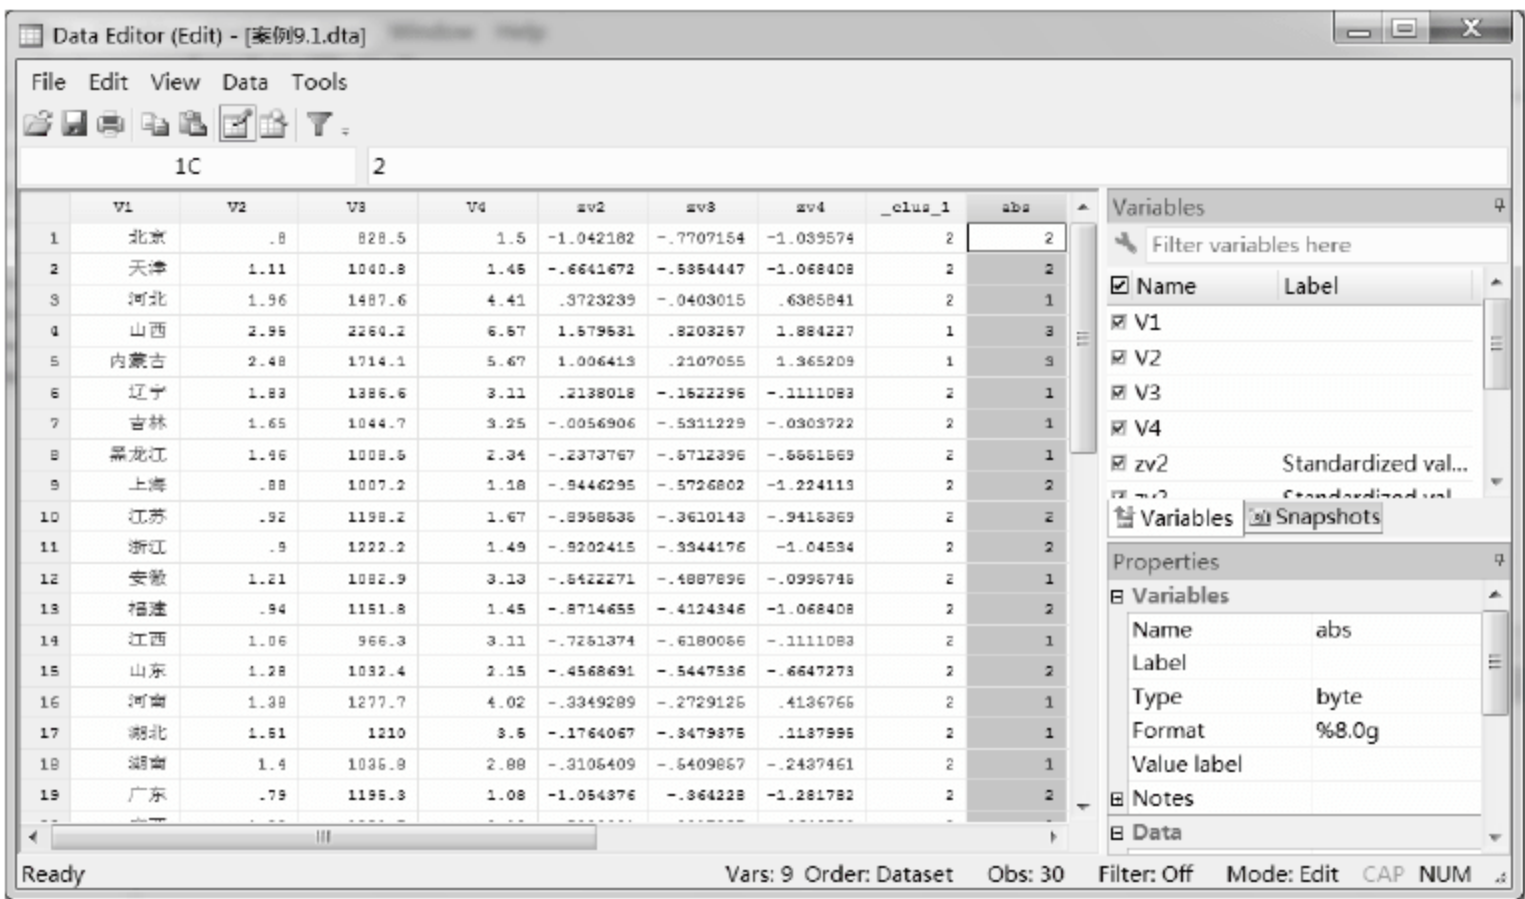 Data Editor (Edit) - [案例9.1.dta]
File Edit View Data Tools
1C 2
V1 V2 V3 V4 zv2 zv3 zv4 _clus_1 abs
1 北京 .8 828.5 1.5 -1.042182 -.7707154 -1.039574 2 2
2 天津 1.11 1040.8 1.45 -.6641672 -.5354447 -1.068408 2 2
3 河北 1.96 1487.6 4.41 .3723239 -.0403015 .6385841 2 1
4 山西 2.95 2264.2 6.57 1.579531 .8203257 1.884227 1 3
5 内蒙古 2.48 1714.1 5.67 1.006413 .2107055 1.365209 1 3
6 辽宁 1.83 1386.6 3.11 .2138018 -.1522296 -.1111083 2 1
7 吉林 1.65 1044.7 3.25 -.0056906 -.5311229 -.0303722 2 1
8 黑龙江 1.46 1008.5 2.34 -.2373767 -.5712396 -.5551569 2 1
9 上海 .88 1007.2 1.18 -.9446295 -.5726802 -1.224113 2 2
10 江苏 .92 1198.2 1.67 -.8958535 -.3610143 -.9415369 2 2
11 浙江 .9 1222.2 1.49 -.9202415 -.3344176 -1.04534 2 2
12 安徽 1.21 1082.9 3.13 -.5422271 -.4887896 -.0995745 2 1
13 福建 .94 1151.8 1.45 -.8714655 -.4124346 -1.068408 2 2
14 江西 1.06 966.3 3.11 -.7251374 -.6180056 -.1111083 2 1
15 山东 1.28 1032.4 2.15 -.4568691 -.5447536 -.6647273 2 2
16 河南 1.38 1277.7 4.02 -.3349289 -.2729125 .4136765 2 1
17 湖北 1.51 1210 3.5 -.1764067 -.3479375 .1137995 2 1
18 湖南 1.4 1035.8 2.88 -.3105409 -.5409857 -.2437461 2 1
19 广东 .79 1195.3 1.08 -1.054376 -.364228 -1.281782 2 2
Variables
Filter variables here
Name Label
V1
V2
V3
V4
zv2 Standardized val...
Variables Snapshots
Properties
Variables
Name abs
Label
Type byte
Format %8.0g
Value label
Notes
Data
Ready Vars: 9 Order: Dataset Obs: 30 Filter: Off Mode: Edit CAP NUM